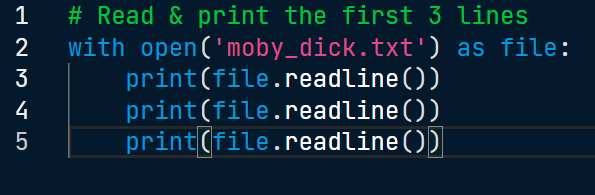 1 # Read & print the first 3 lines
2 with open('moby_dick.txt') as file:
3     print(file.readline())
4     print(file.readline())
5     print(file.readline())